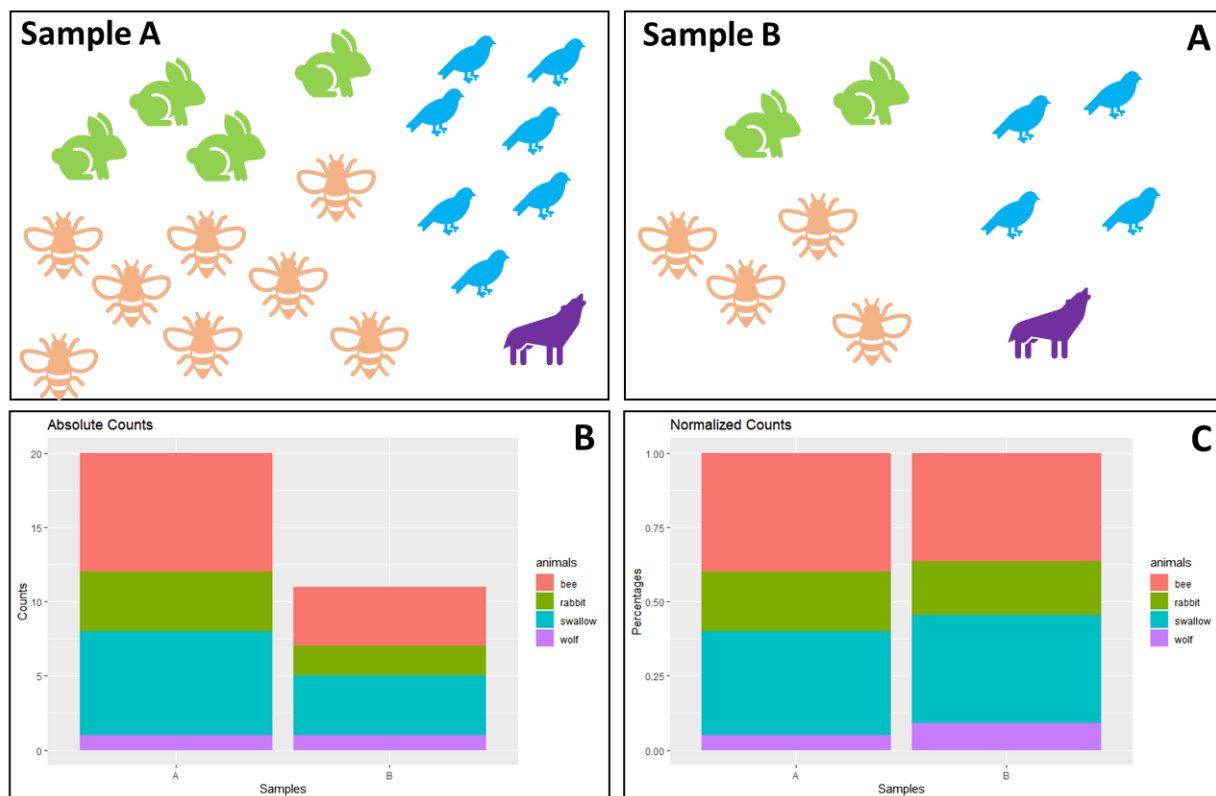 Sample A
Sample B
A
Absolute Counts
B
20
15
10
5
0
Counts
A
B
Samples
animals
bee
rabbit
swallow
wolf
Normalized Counts
C
1.00
0.75
0.50
0.25
0.00
Percentages
A
B
Samples
animals
bee
rabbit
swallow
wolf